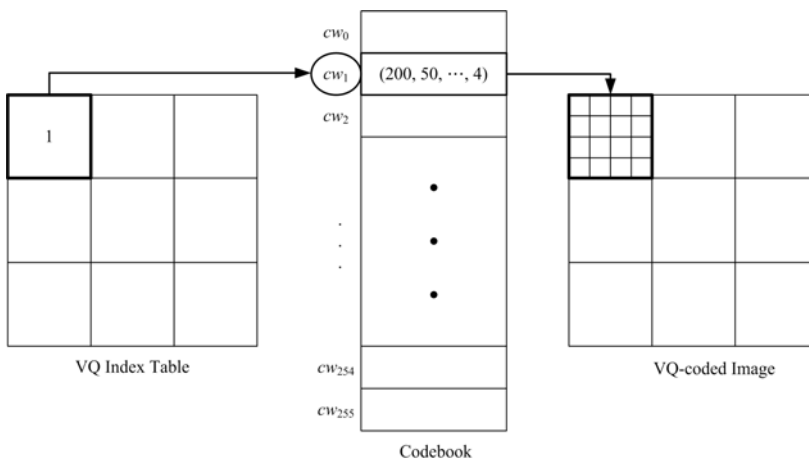 cw0
cw1
(200, 50, ⋯, 4)
cw2
1
.
.
.
VQ Index Table
cw254
VQ-coded Image
cw255
Codebook